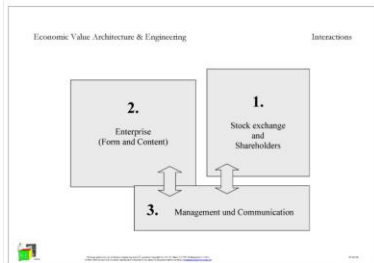 Economic Value Architecture & Engineering
Interactions
2.
Enterprise
(Form and Content)
1.
Stock exchange
and
Shareholders
3.
Management und Communication